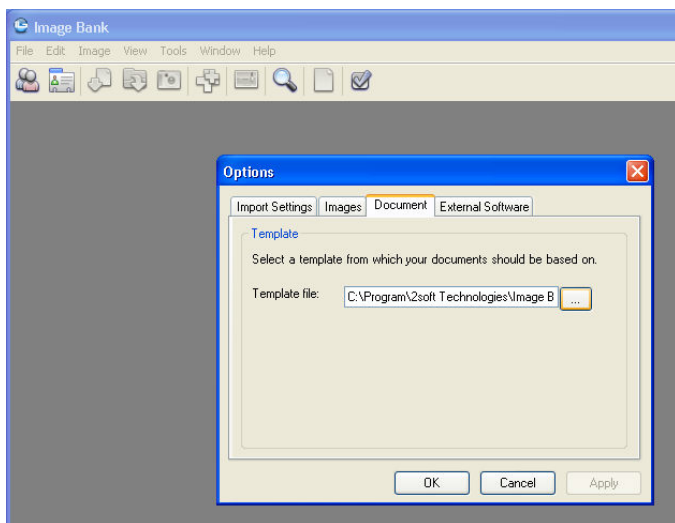 Image Bank
File Edit Image View Tools Window Help
Options
Import Settings Images Document External Software
Template
Select a template from which your documents should be based on.
Template file: C:\Program\2soft Technologies\Image B ...
OK Cancel Apply